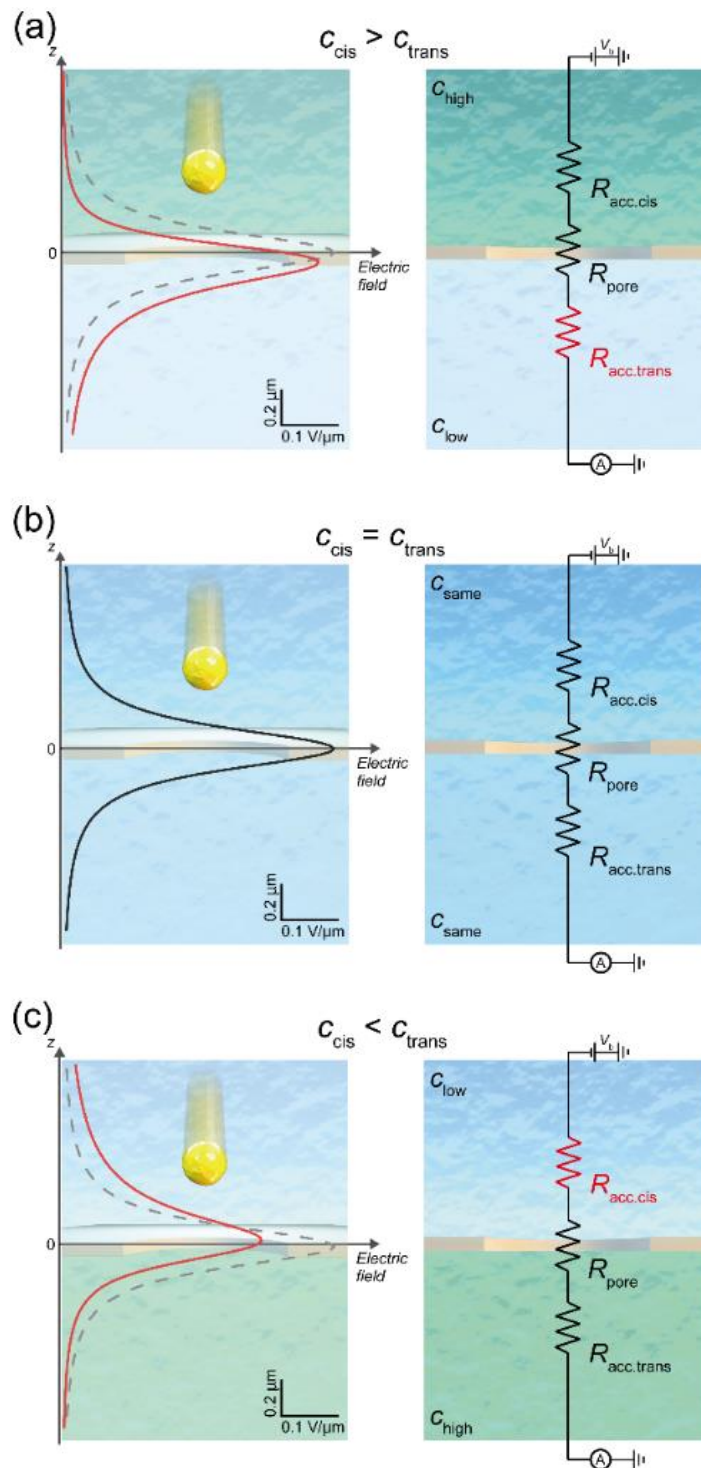 (a)
c_cis > c_trans
z
V_b
c_high
R_acc.cis
0
Electric
field
R_pore
R_acc.trans
0.2 μm
0.1 V/μm
c_low
A
(b)
c_cis = c_trans
z
V_b
c_same
R_acc.cis
0
Electric
field
R_pore
R_acc.trans
0.2 μm
0.1 V/μm
c_same
A
(c)
c_cis < c_trans
z
V_b
c_low
R_acc.cis
0
Electric
field
R_pore
R_acc.trans
0.2 μm
0.1 V/μm
c_high
A